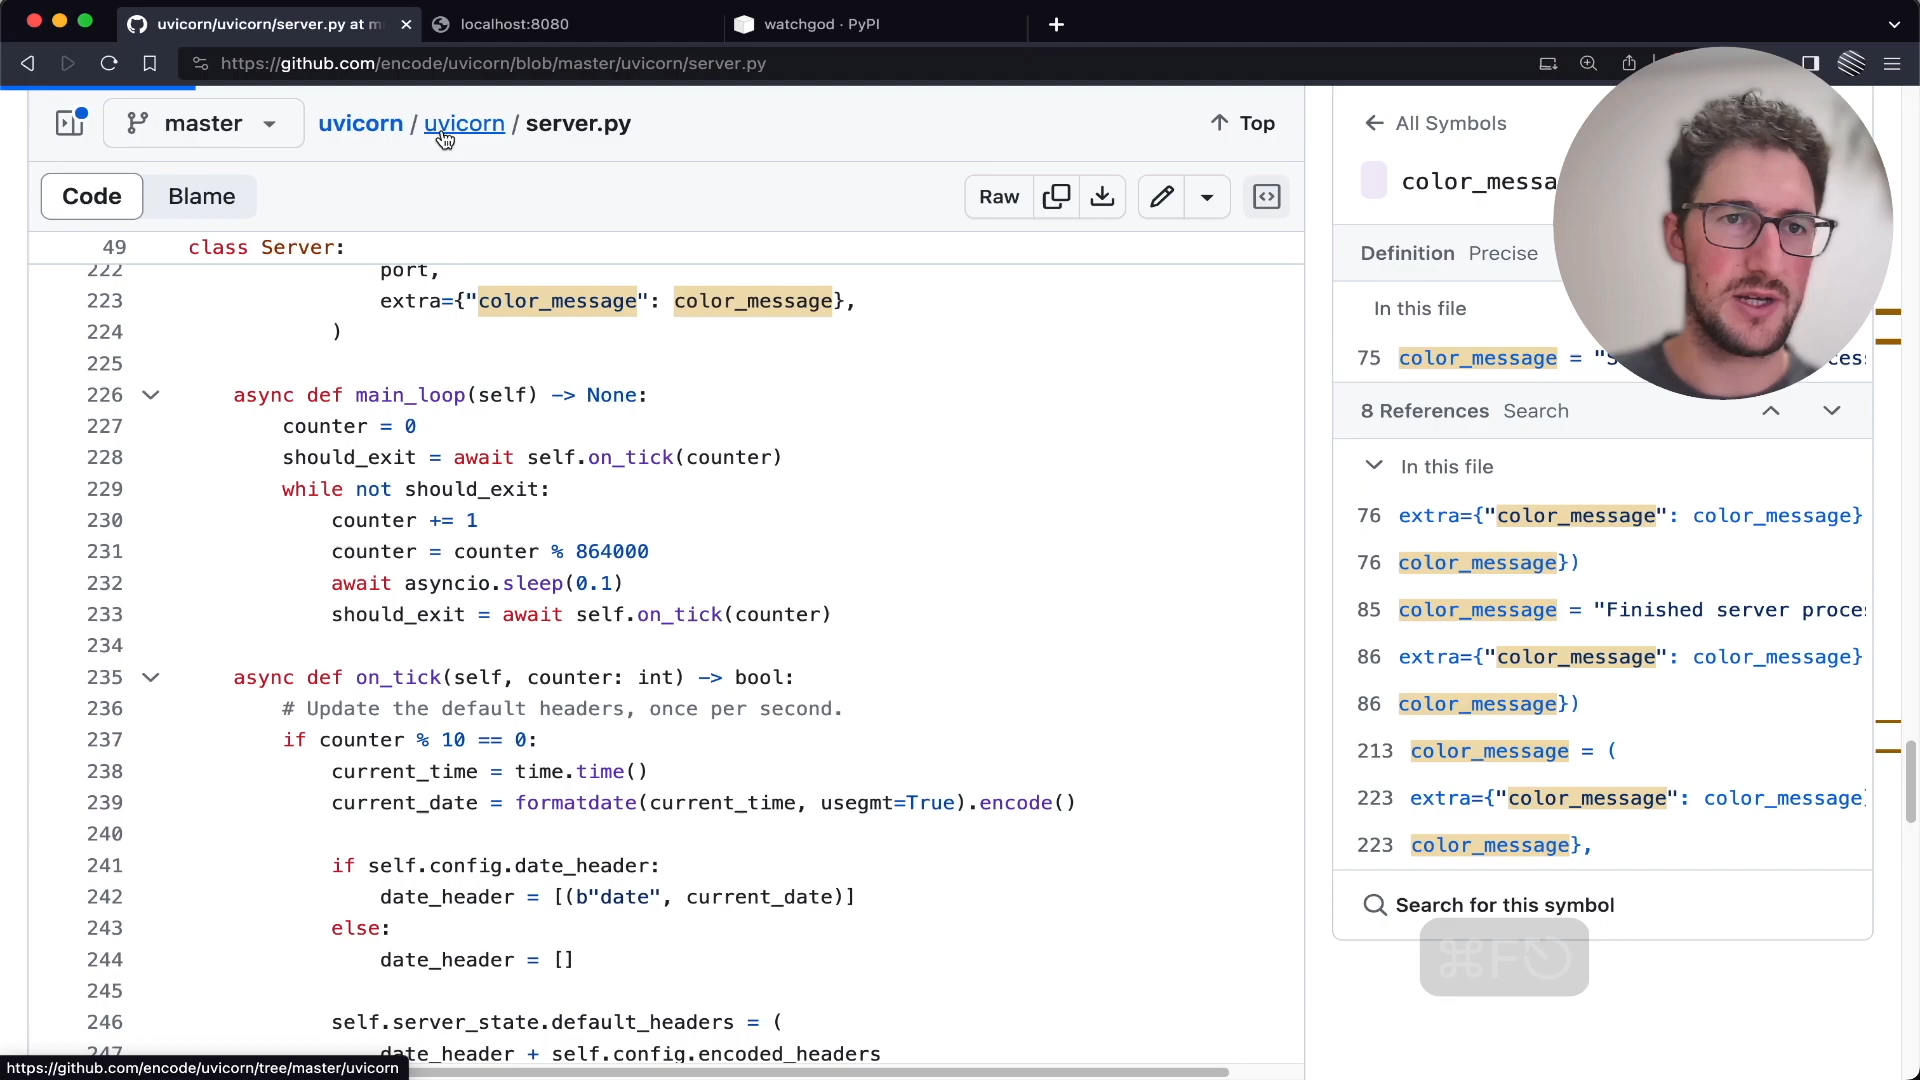 uvicorn/uvicorn/server.py at m
localhost:8080
watchgod · PyPI
https://github.com/encode/uvicorn/blob/master/uvicorn/server.py
master
uvicorn / uvicorn / server.py
Top
Code
Blame
Raw
49 class Server:
222 port,
223 extra={"color_message": color_message},
224 )
225
226 async def main_loop(self) -> None:
227 counter = 0
228 should_exit = await self.on_tick(counter)
229 while not should_exit:
230 counter += 1
231 counter = counter % 864000
232 await asyncio.sleep(0.1)
233 should_exit = await self.on_tick(counter)
234
235 async def on_tick(self, counter: int) -> bool:
236 # Update the default headers, once per second.
237 if counter % 10 == 0:
238 current_time = time.time()
239 current_date = formatdate(current_time, usegmt=True).encode()
240
241 if self.config.date_header:
242 date_header = [(b"date", current_date)]
243 else:
244 date_header = []
245
246 self.server_state.default_headers = (
247 date_header + self.config.encoded_headers
https://github.com/encode/uvicorn/tree/master/uvicorn
All Symbols
color_messa
Definition Precise
In this file
75 color_message = "S
8 References Search
In this file
76 extra={"color_message": color_message}
76 color_message})
85 color_message = "Finished server proce
86 extra={"color_message": color_message}
86 color_message})
213 color_message = (
223 extra={"color_message": color_message
223 color_message},
Search for this symbol
⌘F